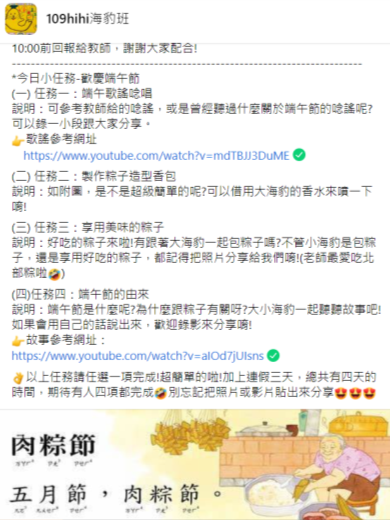 109hihi海豹班
10:00前回報給教師，謝謝大家配合!
*今日小任務-歡慶端午節
(一) 任務一：端午歌謠唸唱
說明：可參考教師給的唸謠，或是曾經聽過什麼關於端午節的唸謠呢?
可以錄一小段跟大家分享。
👉歌謠參考網址
https://www.youtube.com/watch?v=mdTBJJ3DuME
(二) 任務二：製作粽子造型香包
說明：如附圖，是不是超級簡單的呢?可以借用大海豹的香水來噴一下
唷!
(三) 任務三：享用美味的粽子
說明：好吃的粽子來啦!有跟著大海豹一起包粽子嗎?不管小海豹是包粽
子，還是享用好吃的粽子，都記得把照片分享給我們唷!(老師最愛吃北
部粽啦🤣)
(四)任務四：端午節的由來
說明：端午節是什麼呢?為什麼跟粽子有關呀?大小海豹一起聽聽故事吧!
如果會用自己的話說出來，歡迎錄影來分享唷!
👉故事參考網址：
https://www.youtube.com/watch?v=alOd7jUIsns
👌以上任務請任選一項完成!超簡單的啦!加上連假三天，總共有四天的
時間，期待有人四項都完成🤣別忘記把照片或影片貼出來分享😍😍😍
肉粽節
五月節，肉粽節。